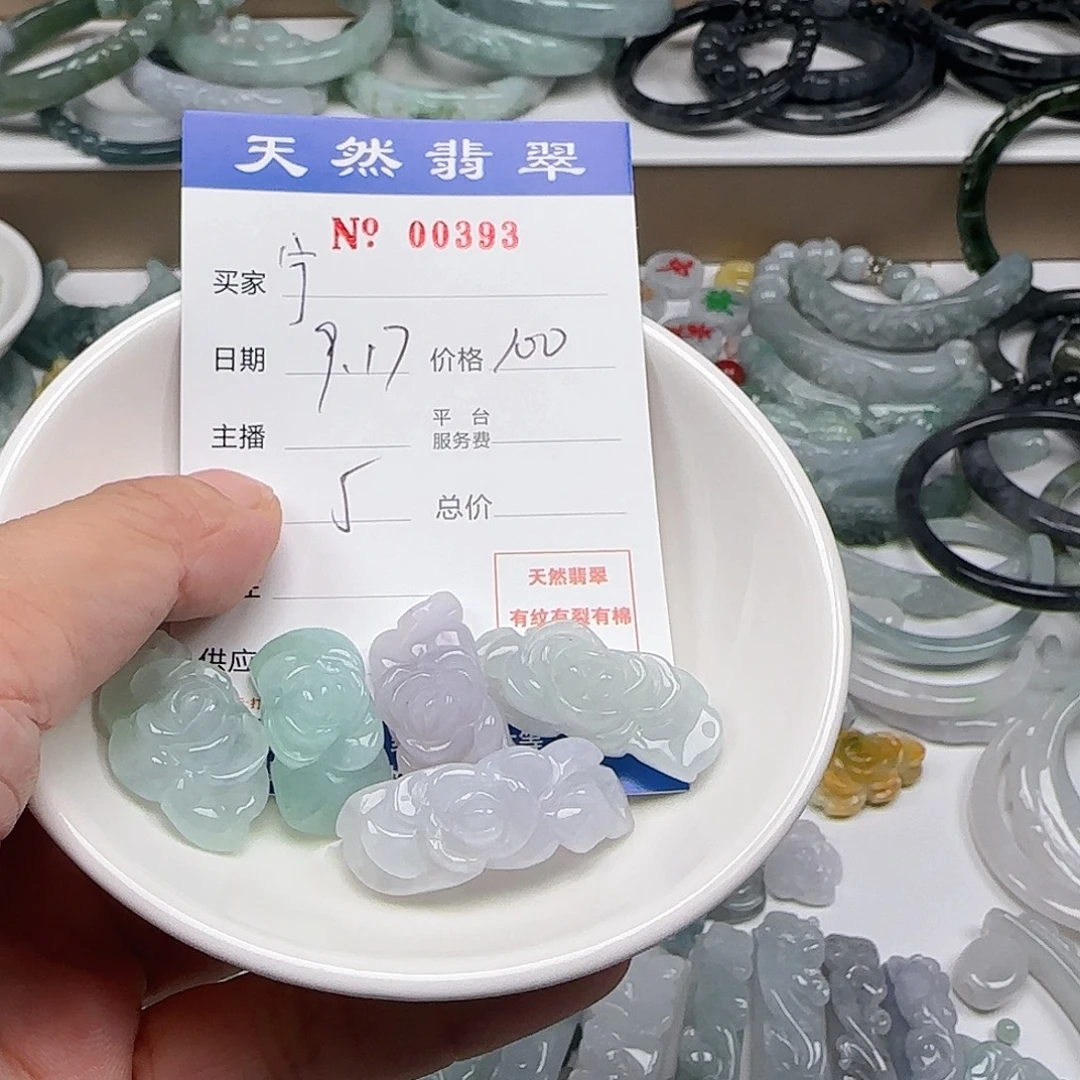 天然翡翠
Nº 00393
买家 宁
日期 9.17 价格 100
主播 平台服务费
5 总价
天然翡翠
有纹有裂有棉
供应